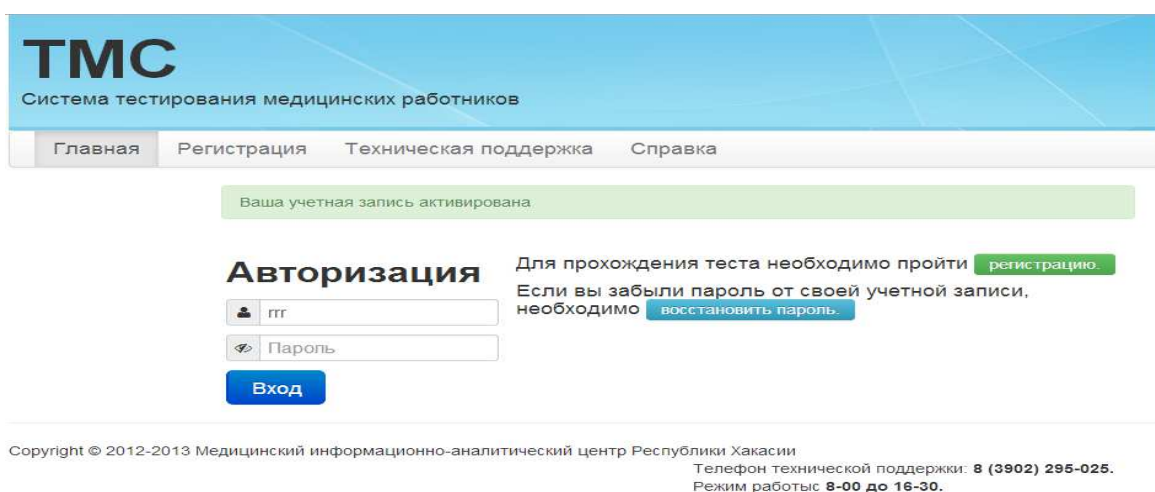 ТМС
Система тестирования медицинских работников
Главная Регистрация Техническая поддержка Справка
Ваша учетная запись активирована
Авторизация
rrr
Пароль
Вход
Для прохождения теста необходимо пройти регистрацию.
Если вы забыли пароль от своей учетной записи,
необходимо восстановить пароль.
Copyright © 2012-2013 Медицинский информационно-аналитический центр Республики Хакасии
Телефон технической поддержки: 8 (3902) 295-025.
Режим работыс 8-00 до 16-30.